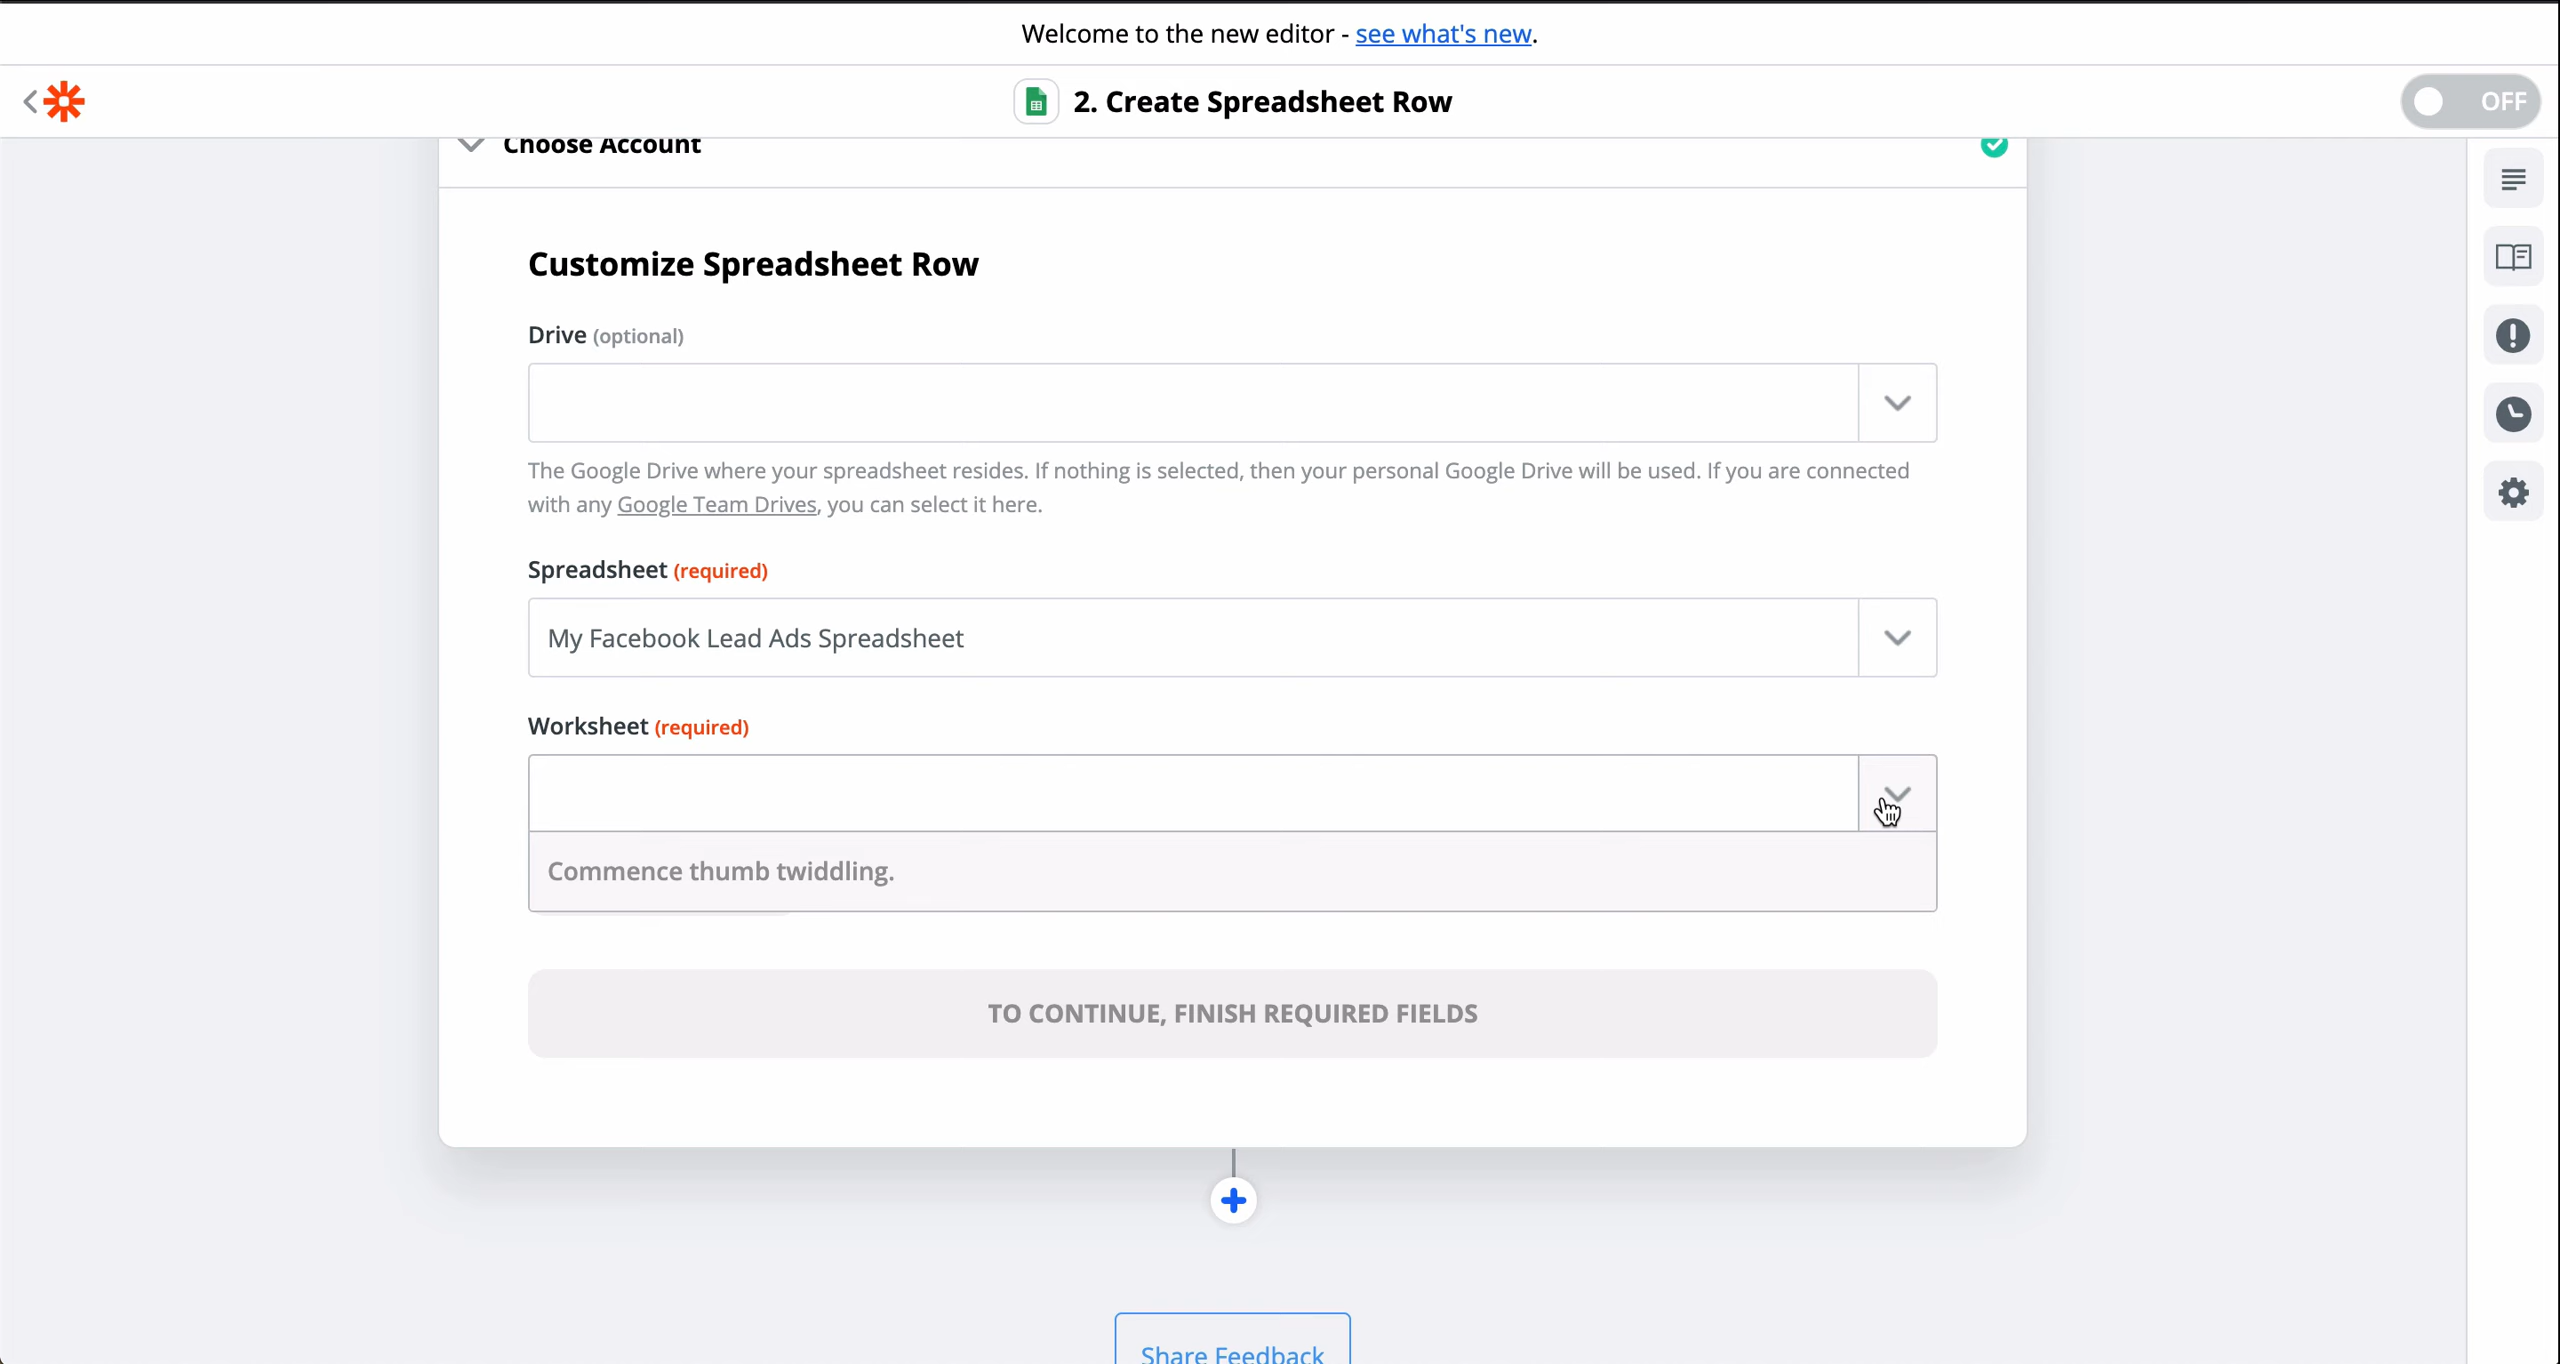 Welcome to the new editor - see what's new.
2. Create Spreadsheet Row
OFF
Choose Account
Customize Spreadsheet Row
Drive (optional)
The Google Drive where your spreadsheet resides. If nothing is selected, then your personal Google Drive will be used. If you are connected
with any Google Team Drives, you can select it here.
Spreadsheet (required)
My Facebook Lead Ads Spreadsheet
Worksheet (required)
Commence thumb twiddling.
TO CONTINUE, FINISH REQUIRED FIELDS
Share Feedback